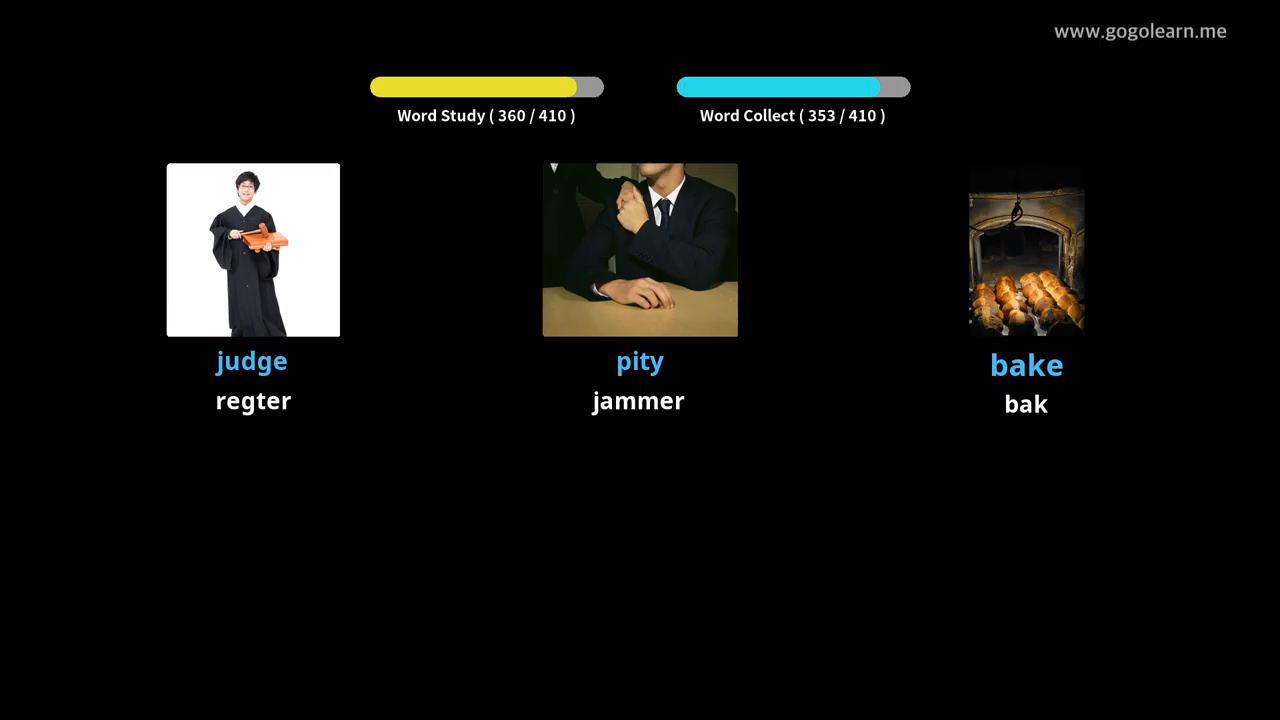 www.gogolearn.me
Word Study ( 360 / 410 )
Word Collect ( 353 / 410 )
judge
regter
pity
jammer
bake
bak